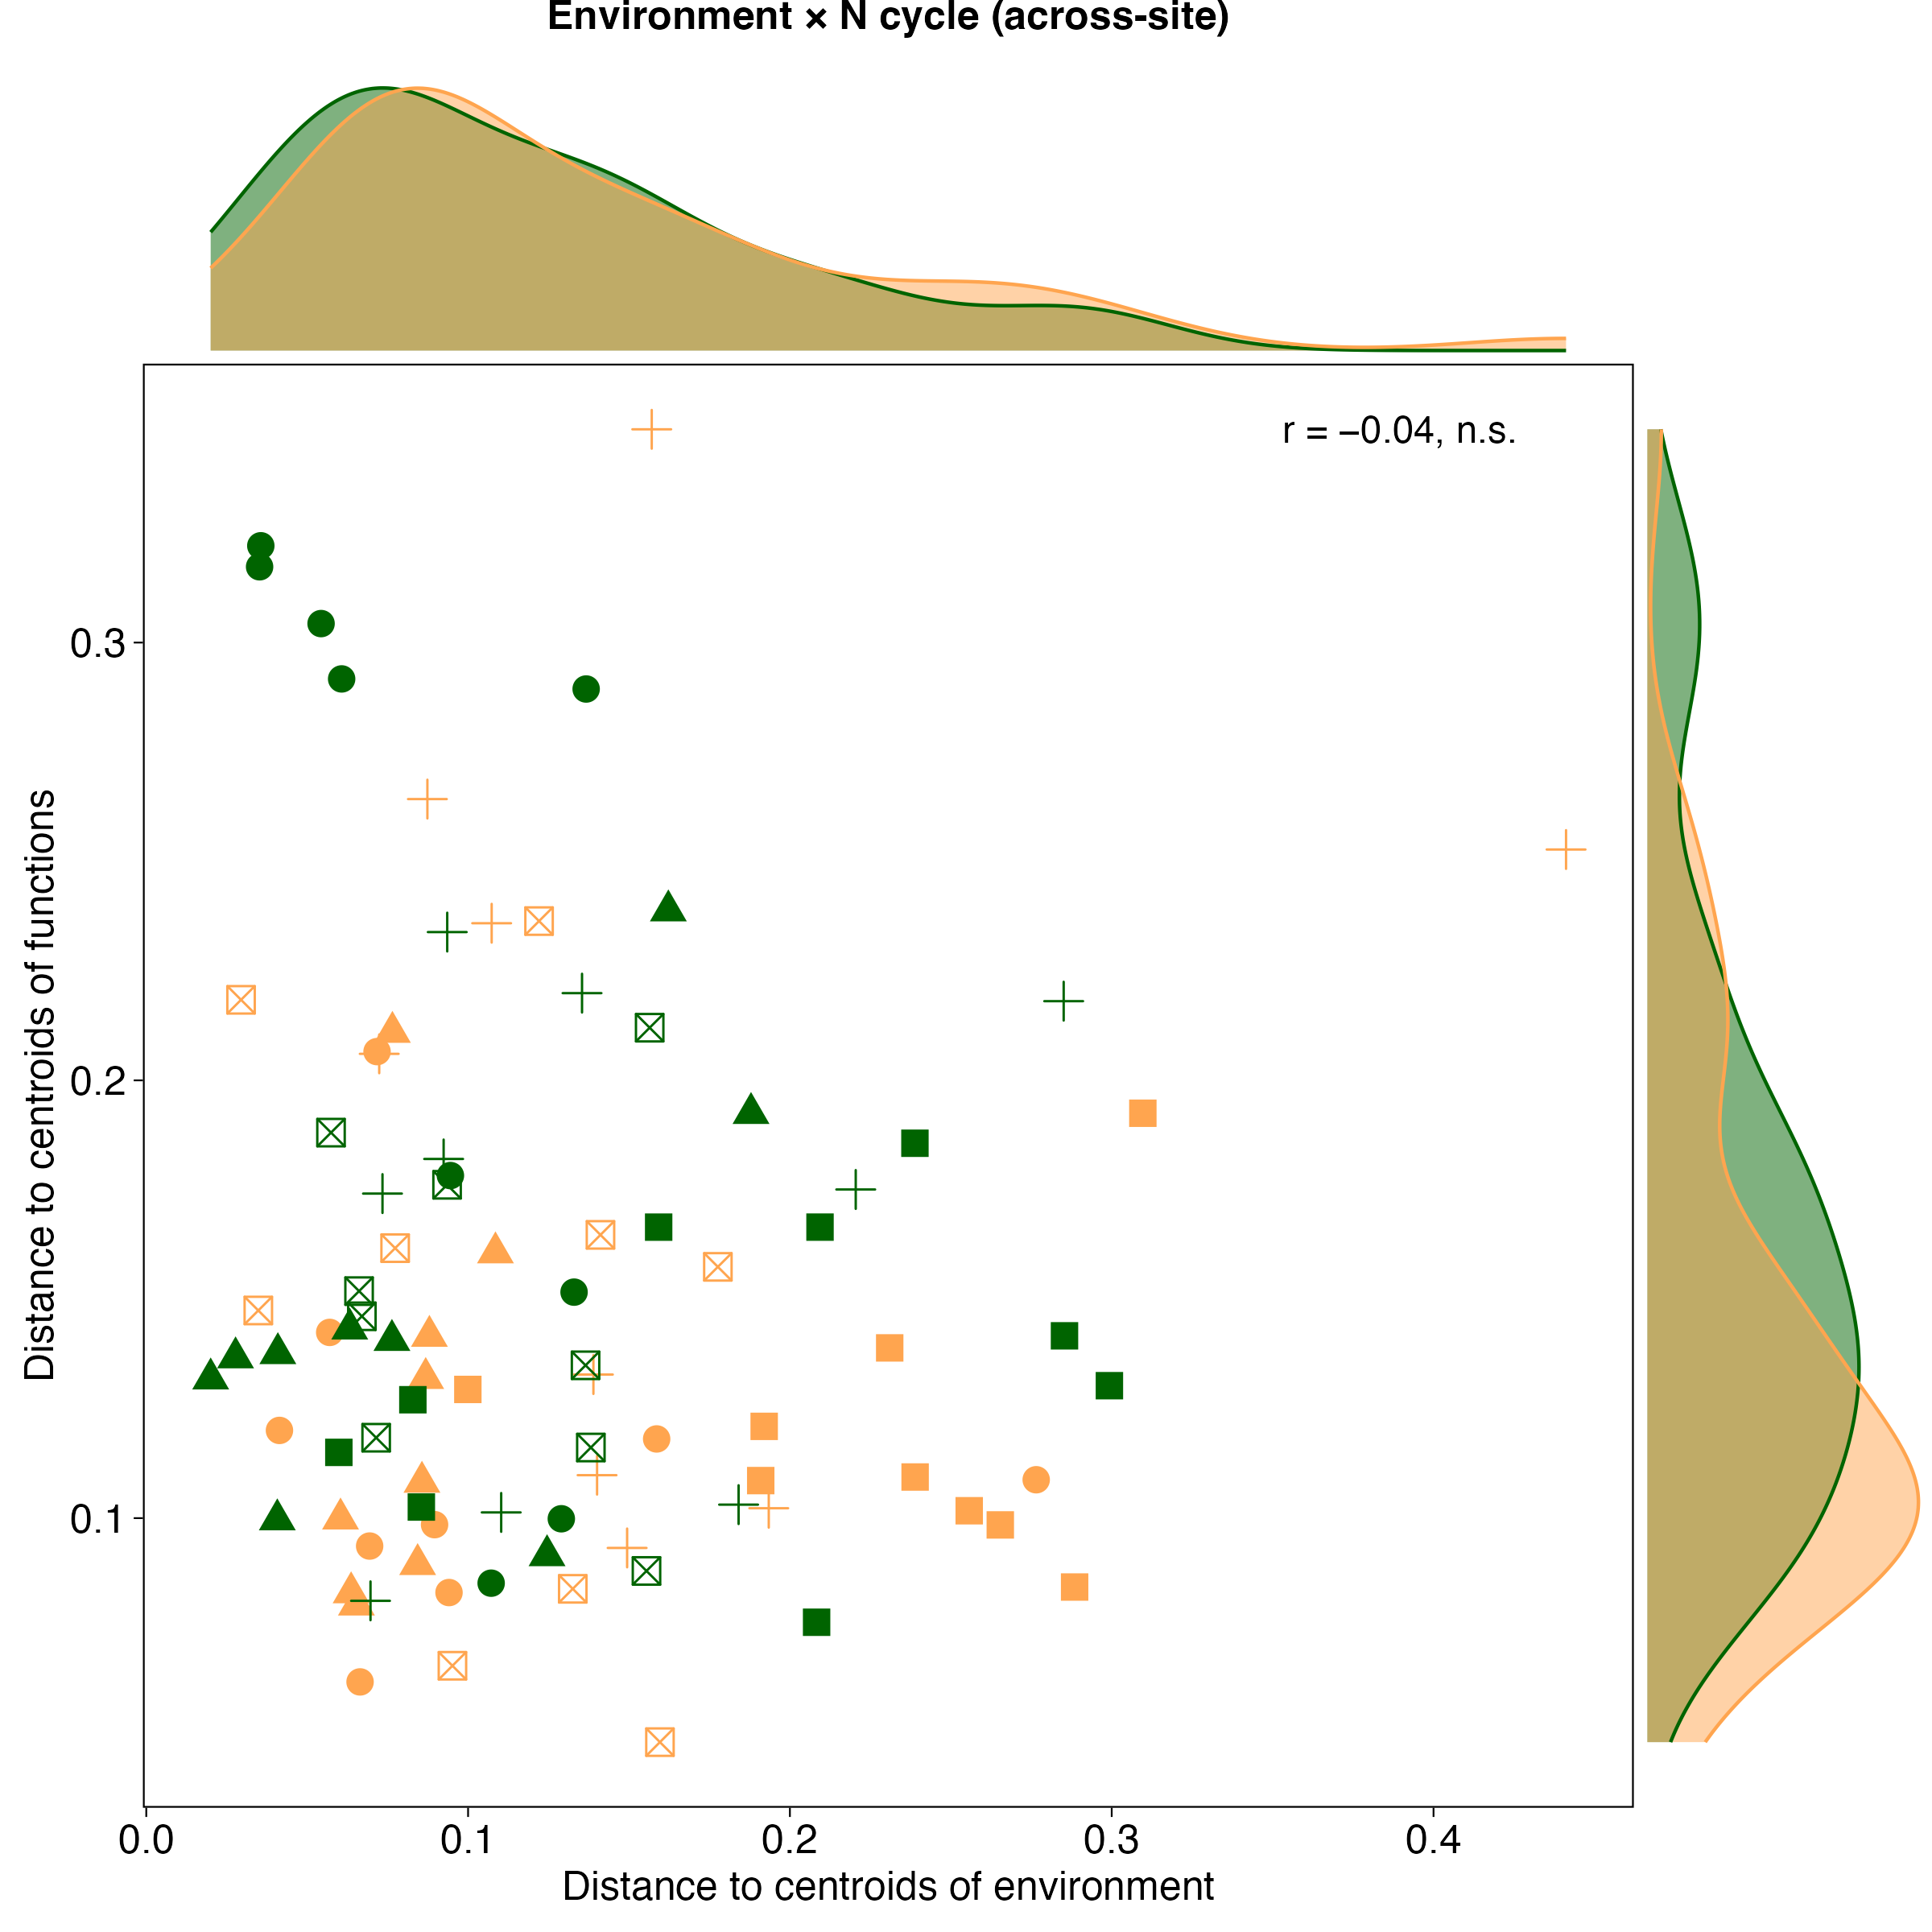 Environment × N cycle (across-site)
r = −0.04, n.s.
Distance to centroids of functions
0.3
0.2
0.1
0.0
0.1
0.2
0.3
0.4
Distance to centroids of environment